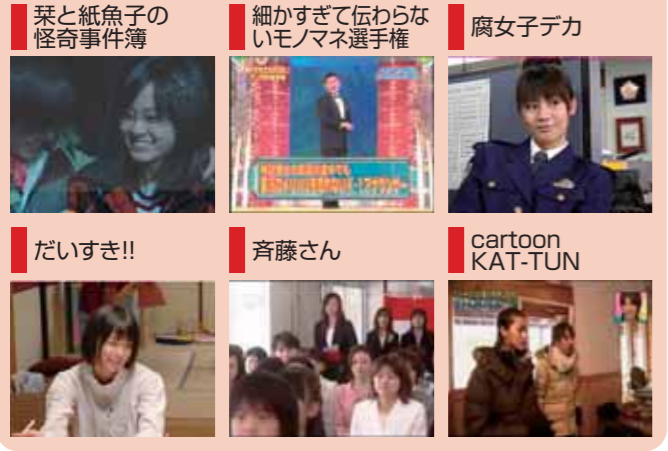 栞と紙魚子の
怪奇事件簿
細かすぎて伝わらな
いモノマネ選手権
腐女子デカ
だいすき!!
斉藤さん
cartoon
KAT-TUN